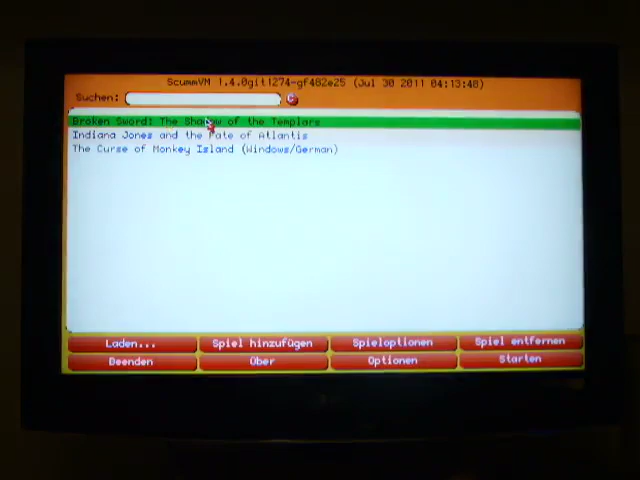 ScummVM 1.4.0git1274-gf482e25 (Jul 30 2011 04:13:48)
Suchen:
Broken Sword: The Shadow of the Templars
Indiana Jones and the Fate of Atlantis
The Curse of Monkey Island (Windows/German)
Laden... Spiel hinzufügen Spieloptionen Spiel entfernen
Beenden Über Optionen Starten